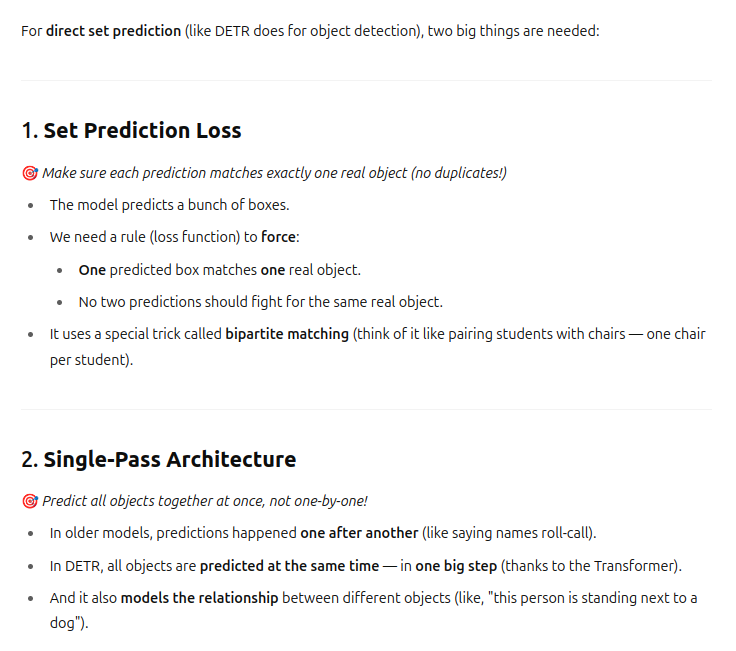 For direct set prediction (like DETR does for object detection), two big things are needed:
1. Set Prediction Loss
🎯 Make sure each prediction matches exactly one real object (no duplicates!)
• The model predicts a bunch of boxes.
• We need a rule (loss function) to force:
• One predicted box matches one real object.
• No two predictions should fight for the same real object.
• It uses a special trick called bipartite matching (think of it like pairing students with chairs — one chair
per student).
2. Single-Pass Architecture
🎯 Predict all objects together at once, not one-by-one!
• In older models, predictions happened one after another (like saying names roll-call).
• In DETR, all objects are predicted at the same time — in one big step (thanks to the Transformer).
• And it also models the relationship between different objects (like, "this person is standing next to a
dog").